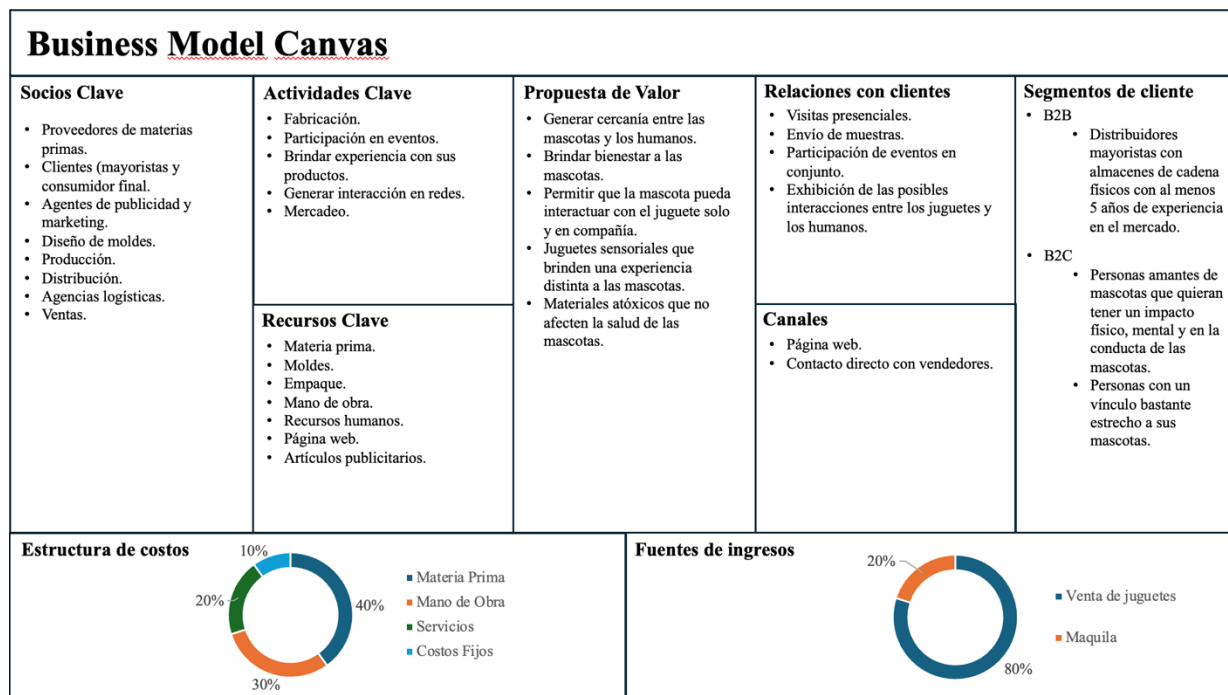 Business Model Canvas
Socios Clave
• Proveedores de materias
primas.
• Clientes (mayoristas y
consumidor final.
• Agentes de publicidad y
marketing.
• Diseño de moldes.
• Producción.
• Distribución.
• Agencias logísticas.
• Ventas.
Actividades Clave
• Fabricación.
• Participación en eventos.
• Brindar experiencia con sus
productos.
• Generar interacción en redes.
• Mercadeo.
Recursos Clave
• Materia prima.
• Moldes.
• Empaque.
• Mano de obra.
• Recursos humanos.
• Página web.
• Artículos publicitarios.
Propuesta de Valor
• Generar cercanía entre las
mascotas y los humanos.
• Brindar bienestar a las
mascotas.
• Permitir que la mascota pueda
interactuar con el juguete solo
y en compañía.
• Juguetes sensoriales que
brinden una experiencia
distinta a las mascotas.
• Materiales atóxicos que no
afecten la salud de las
mascotas.
Relaciones con clientes
• Visitas presenciales.
• Envío de muestras.
• Participación de eventos en
conjunto.
• Exhibición de las posibles
interacciones entre los juguetes y
los humanos.
Canales
• Página web.
• Contacto directo con vendedores.
Segmentos de cliente
• B2B
• Distribuidores
mayoristas con
almacenes de cadena
físicos con al menos
5 años de experiencia
en el mercado.
• B2C
• Personas amantes de
mascotas que quieran
tener un impacto
físico, mental y en la
conducta de las
mascotas.
• Personas con un
vínculo bastante
estrecho a sus
mascotas.
Estructura de costos
10%
20%
40%
30%
Materia Prima
Mano de Obra
Servicios
Costos Fijos
Fuentes de ingresos
20%
80%
Venta de juguetes
Maquila